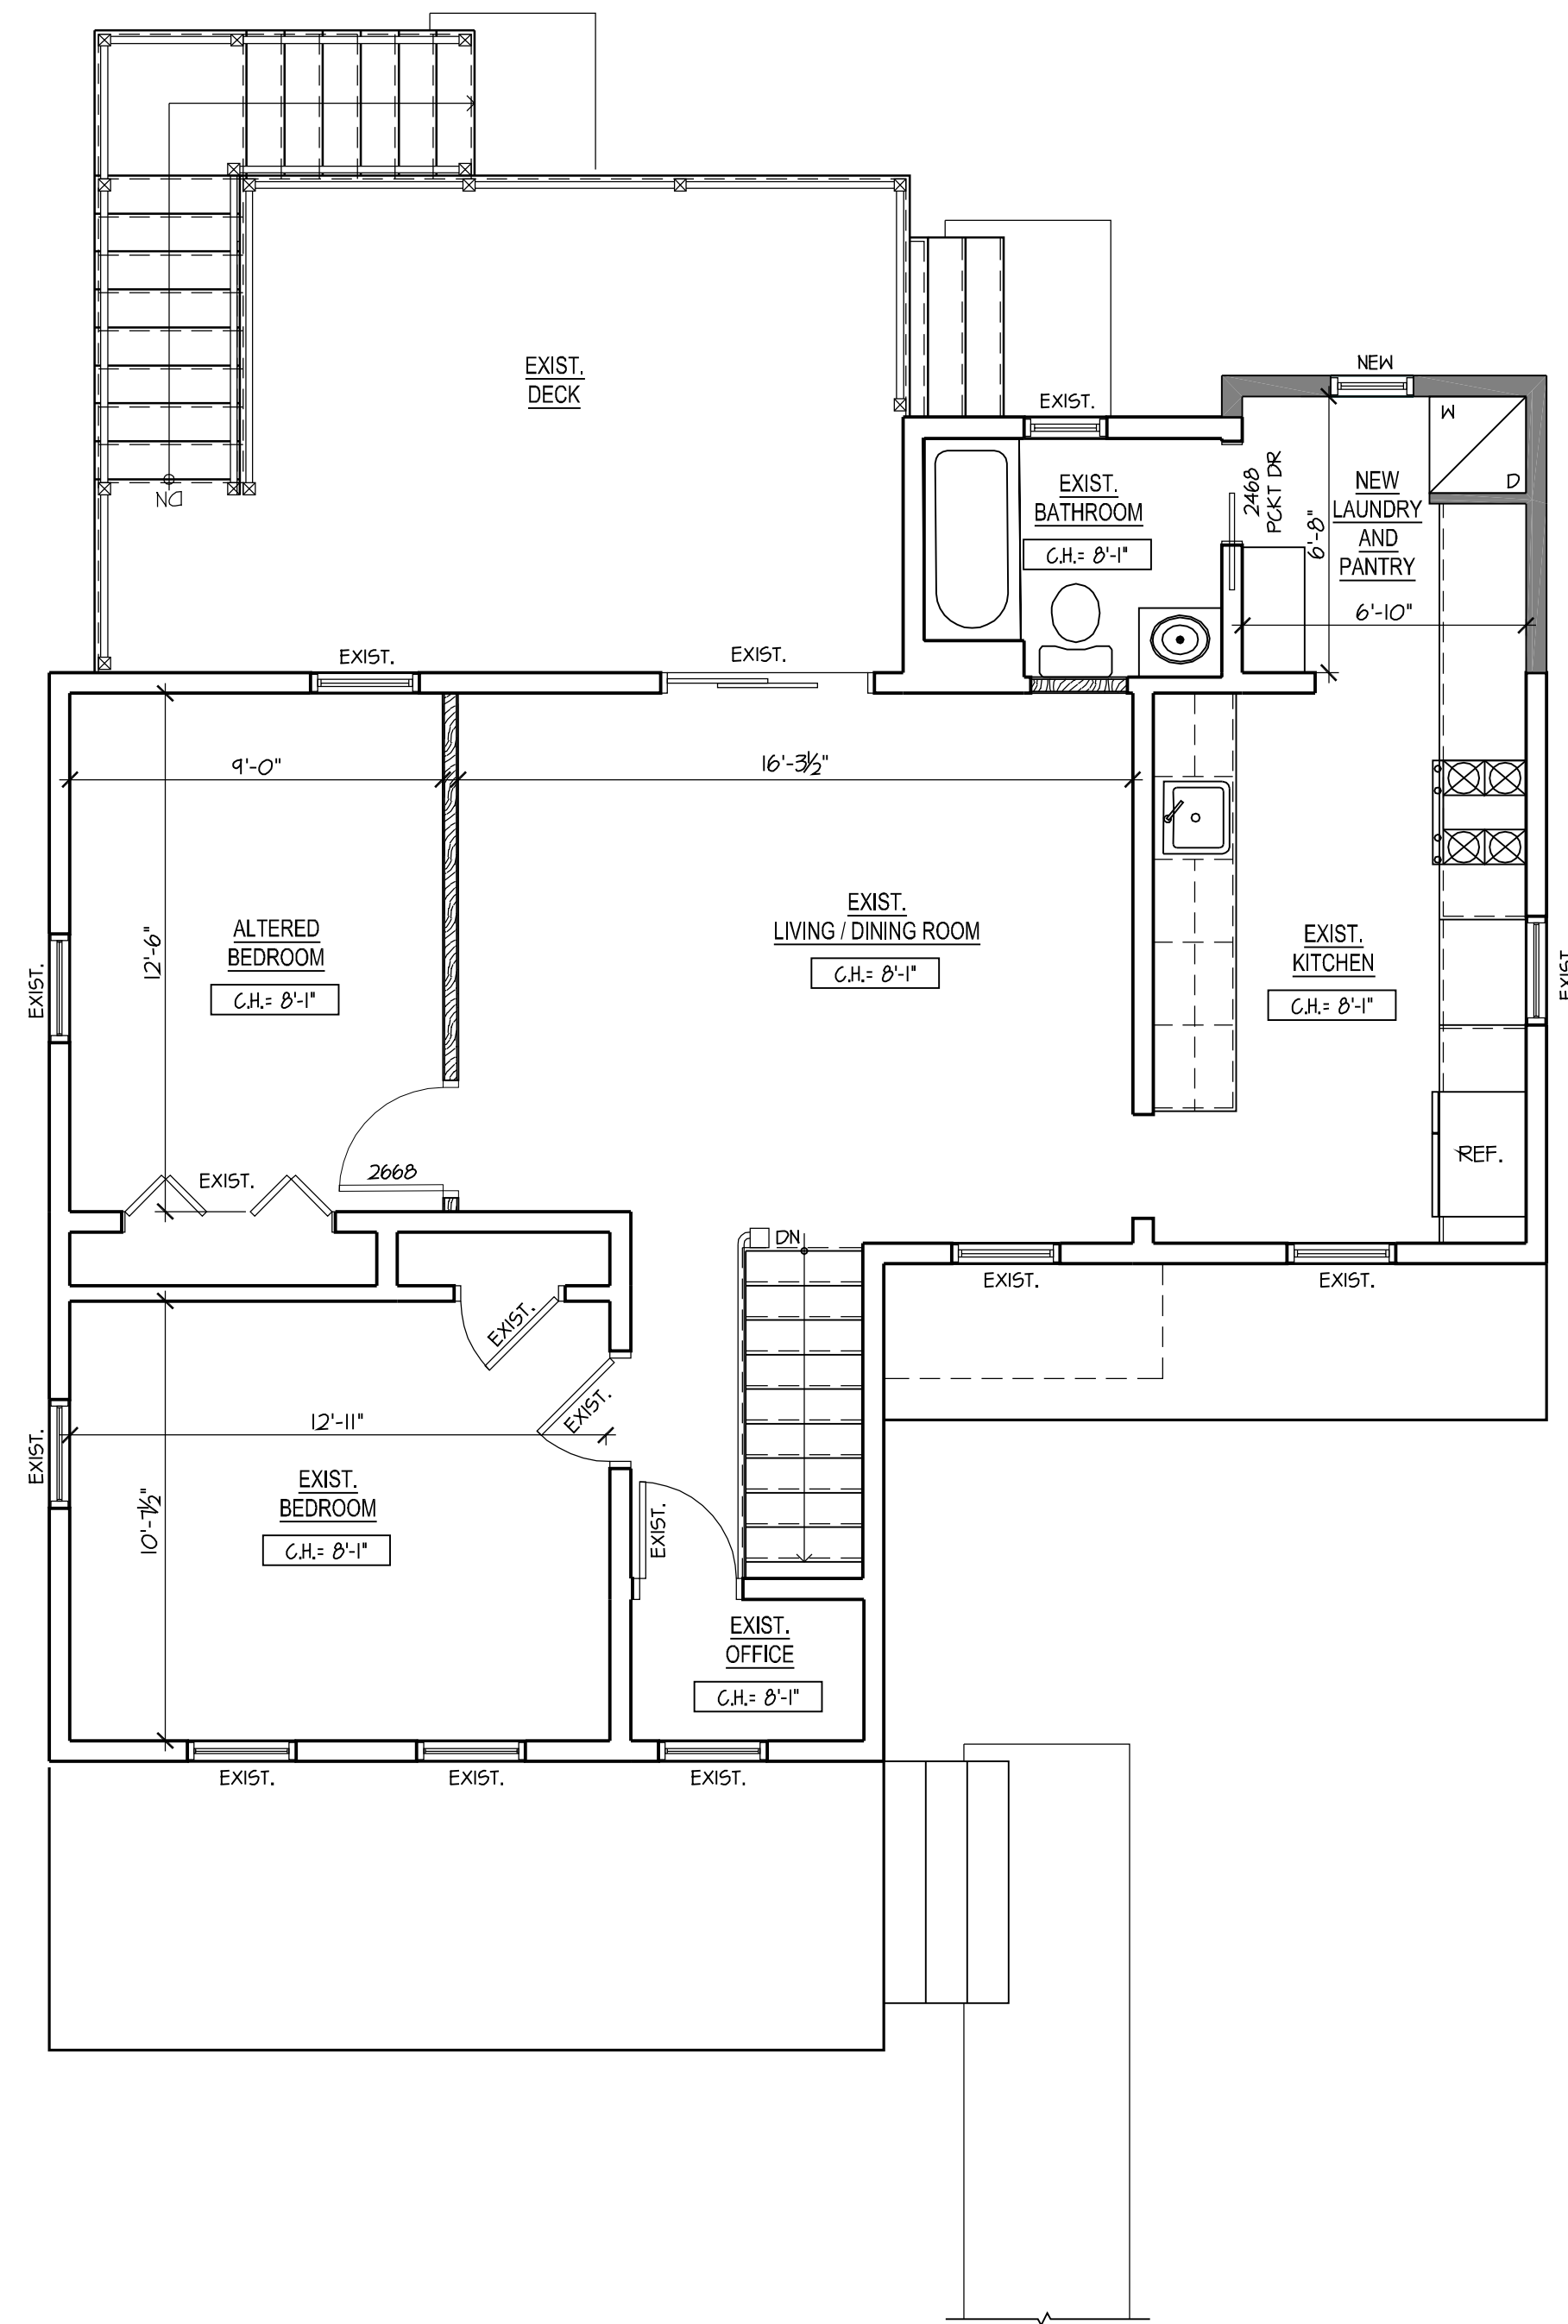 EXIST.
DECK
DN
NEW
EXIST.
W
D
2468
PCKT DR
6'-8"
NEW
LAUNDRY
AND
PANTRY
6'-10"
EXIST.
BATHROOM
C.H.= 8'-1"
EXIST.
EXIST.
9'-0"
16'-3½"
12'-6"
ALTERED
BEDROOM
C.H.= 8'-1"
EXIST.
EXIST.
LIVING / DINING ROOM
C.H.= 8'-1"
EXIST.
KITCHEN
C.H.= 8'-1"
EXIST.
REF.
2668
EXIST.
DN
EXIST.
EXIST.
EXIST.
EXIST.
12'-11"
10'-7½"
EXIST.
EXIST.
BEDROOM
C.H.= 8'-1"
EXIST.
EXIST.
OFFICE
C.H.= 8'-1"
EXIST.
EXIST.
EXIST.